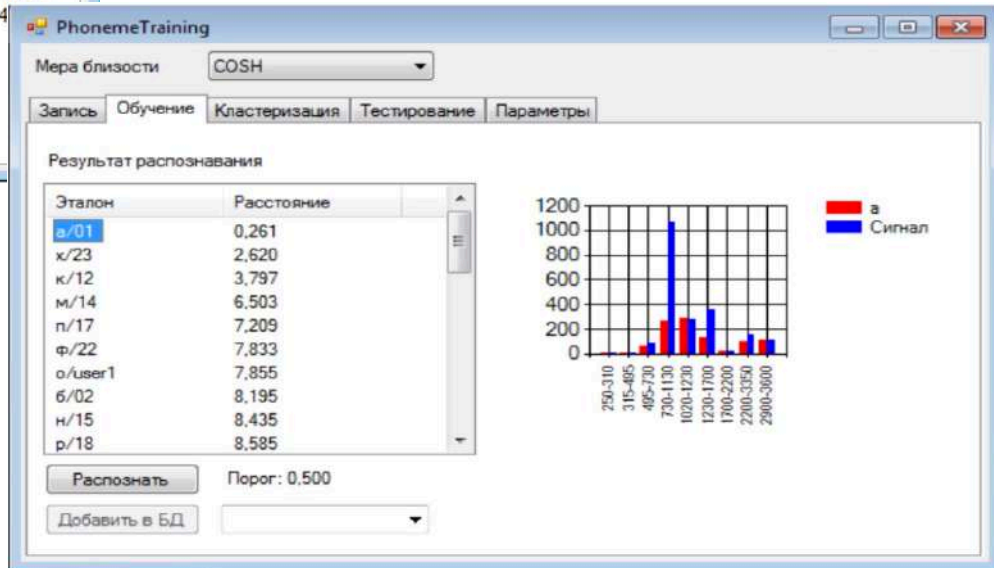 4
PhonemeTraining
Мера близости COSH
Запись Обучение Кластеризация Тестирование Параметры
Результат распознавания
Эталон Расстояние
а/01 0,261
х/23 2,620
к/12 3,797
м/14 6,503
п/17 7,209
ф/22 7,833
о/user1 7,855
б/02 8,195
н/15 8,435
р/18 8,585
Распознать Порог: 0,500
Добавить в БД
1200
1000
800
600
400
200
0
250-310
315-495
495-730
730-1130
1020-1230
1230-1700
1700-2200
2200-3350
2900-3600
а
Сигнал